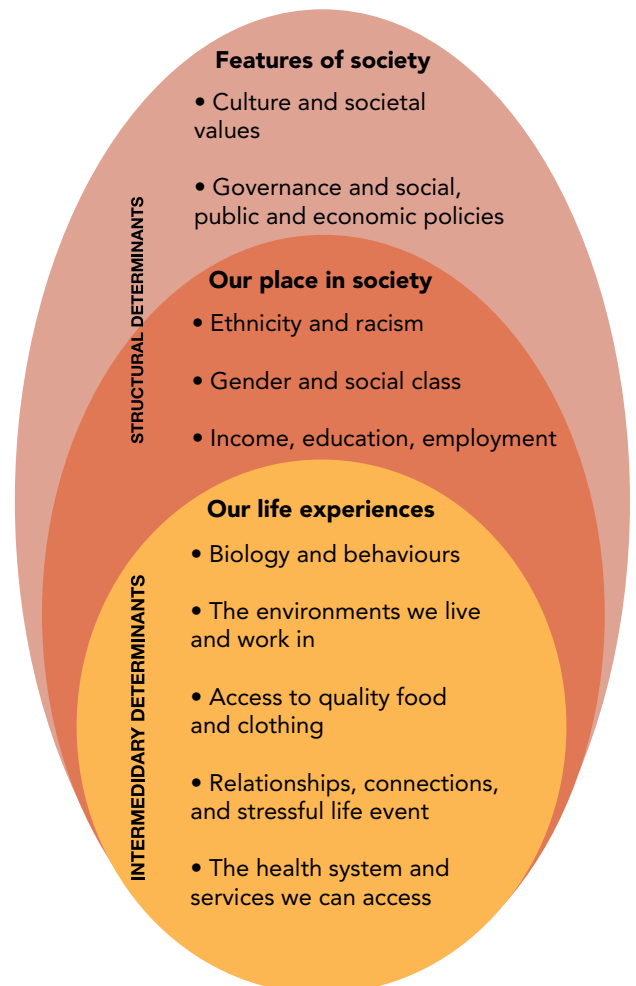 Features of society
• Culture and societal
values
• Governance and social,
public and economic policies
STRUCTURAL DETERMINANTS
Our place in society
• Ethnicity and racism
• Gender and social class
• Income, education, employment
Our life experiences
• Biology and behaviours
• The environments we live
and work in
INTERMEDIDARY DETERMINANTS
• Access to quality food
and clothing
• Relationships, connections,
and stressful life event
• The health system and
services we can access